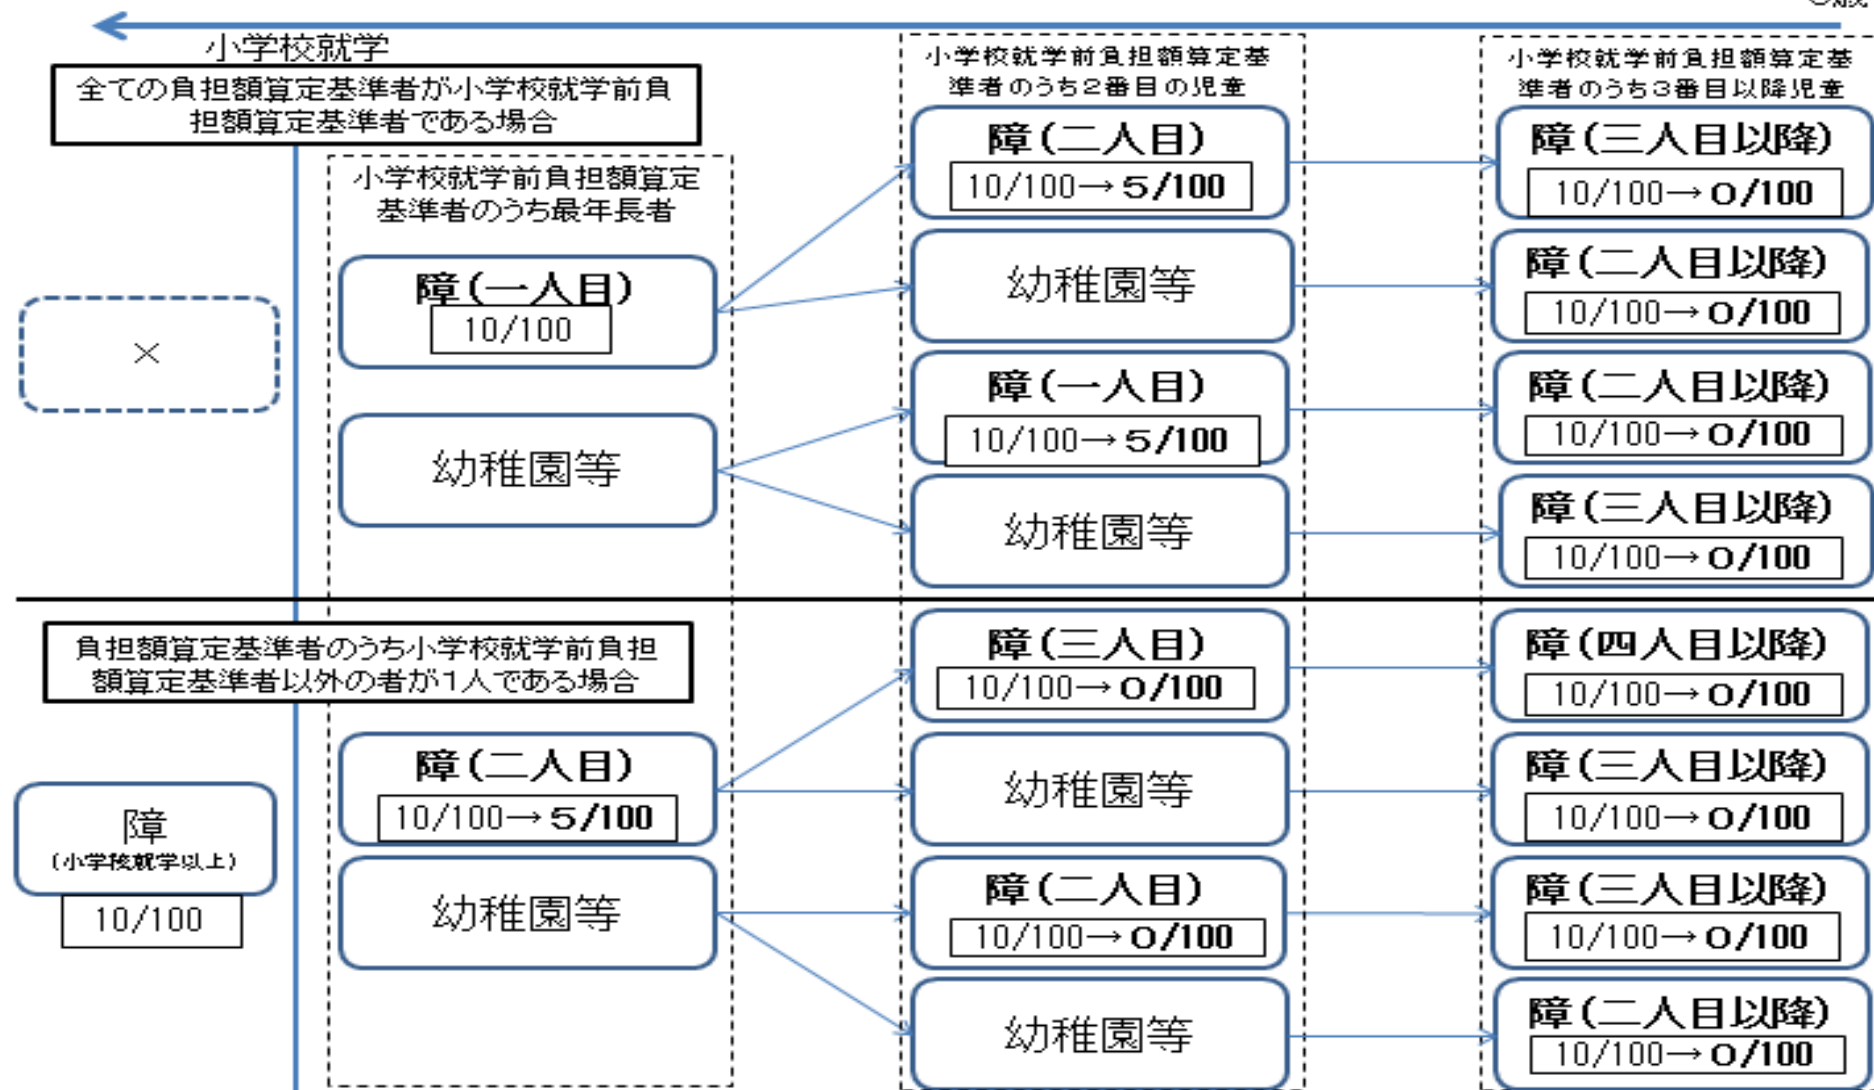 小学校就学
全ての負担額算定基準者が小学校就学前負
担額算定基準者である場合
小学校就学前負担額算定
基準者のうち最年長者
小学校就学前負担額算定基
準者のうち2番目の児童
小学校就学前負担額算定基
準者のうち3番目以降児童
×
障(一人目)
10/100
幼稚園等
障(二人目)
10/100→5/100
幼稚園等
障(一人目)
10/100→5/100
幼稚園等
障(三人目以降)
10/100→0/100
障(二人目以降)
10/100→0/100
障(二人目以降)
10/100→0/100
障(三人目以降)
10/100→0/100
負担額算定基準者のうち小学校就学前負担
額算定基準者以外の者が1人である場合
障
(小学校就学以上)
10/100
障(二人目)
10/100→5/100
幼稚園等
障(三人目)
10/100→0/100
幼稚園等
障(二人目)
10/100→0/100
幼稚園等
障(四人目以降)
10/100→0/100
障(三人目以降)
10/100→0/100
障(三人目以降)
10/100→0/100
障(二人目以降)
10/100→0/100